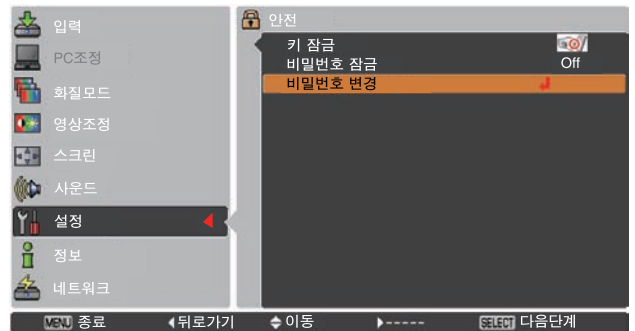 입력
PC조정
화질모드
영상조정
스크린
사운드
설정
정보
네트워크
안전
키 잠금
비밀번호 잠금 Off
비밀번호 변경
MENU 종료 뒤로가기 이동 ----- SELECT 다음단계